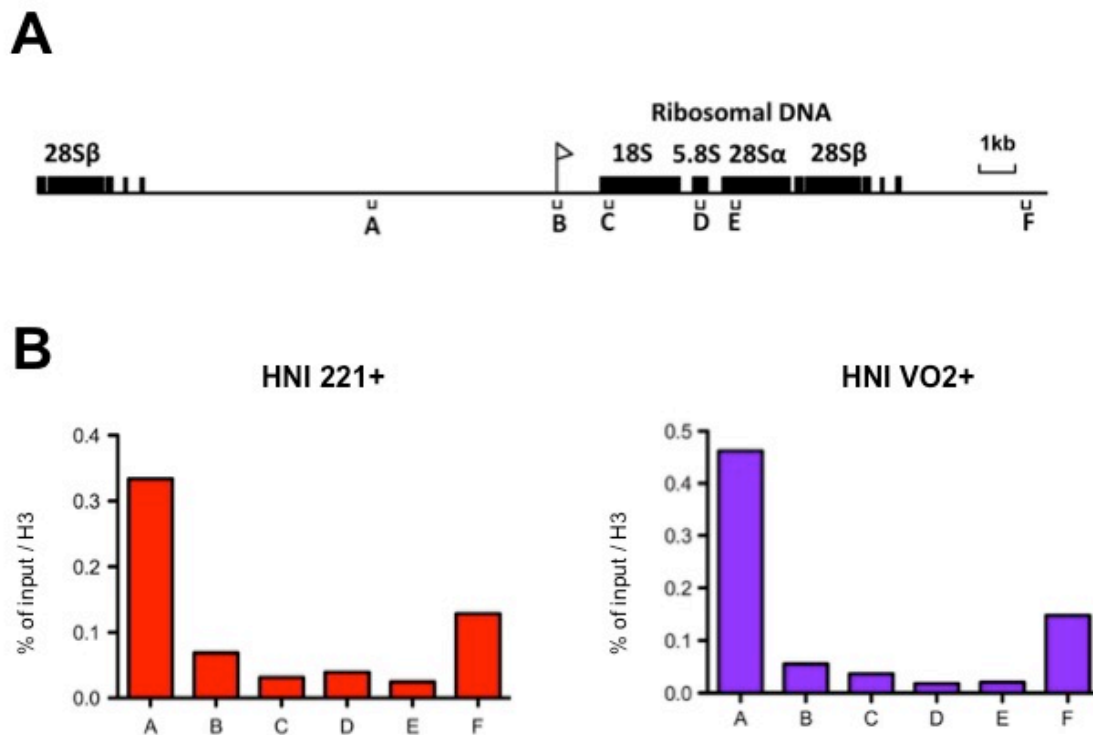 A
Ribosomal DNA
28Sβ 18S 5.8S 28Sα 28Sβ 1kb
A B C D E F
B
HNI 221+
% of input / H3
0.4
0.3
0.2
0.1
0.0
A B C D E F
HNI VO2+
% of input / H3
0.5
0.4
0.3
0.2
0.1
0.0
A B C D E F